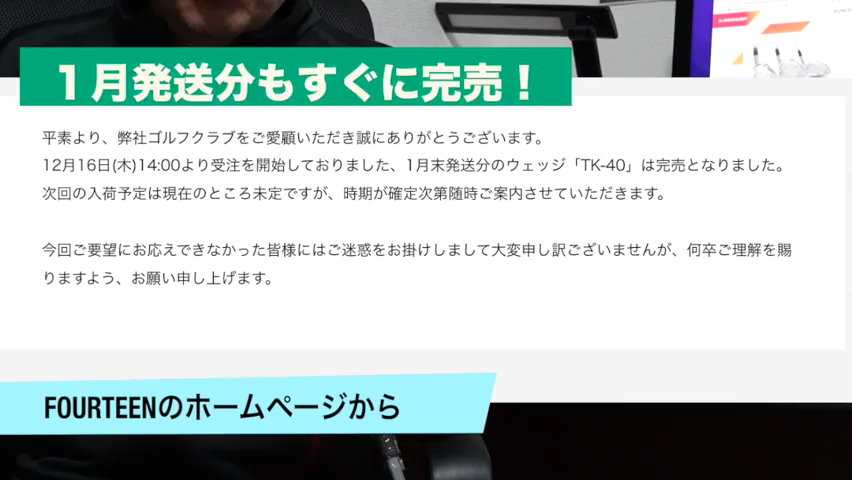 １月発送分もすぐに完売！
平素より、弊社ゴルフクラブをご愛顧いただき誠にありがとうございます。
12月16日(木)14:00より受注を開始しておりました、1月末発送分のウェッジ「TK-40」は完売となりました。
次回の入荷予定は現在のところ未定ですが、時期が確定次第随時ご案内させていただきます。
今回ご要望にお応えできなかった皆様にはご迷惑をお掛けしまして大変申し訳ございませんが、何卒ご理解を賜
りますよう、お願い申し上げます。
FOURTEENのホームページから